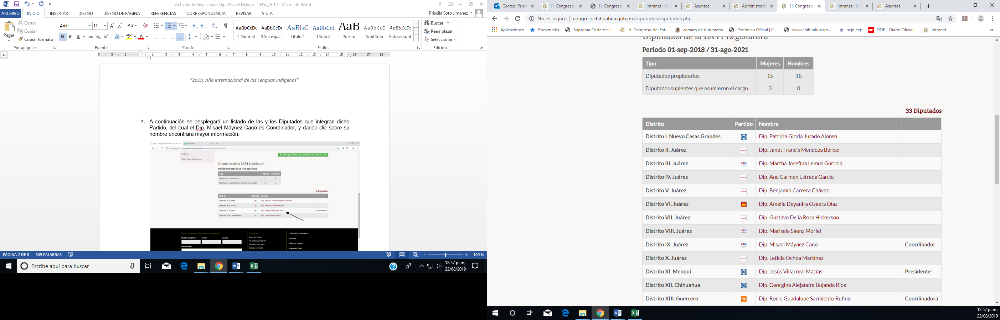 Actividades legislativas Dip. Misael Maynez 10452_2019 - Microsoft Word
ARCHIVO INICIO INSERTAR DISEÑO DISEÑO DE PÁGINA REFERENCIAS CORRESPONDENCIA REVISAR VISTA
Priscila Soto Jimenez
Pegar
Cortar
Copiar
Copiar formato
Portapapeles
Arial 11
Fuente
Párrafo
AaBbCcDc AaBbCcDc AaBbC AaBbCcI AaB AaBbCcD AaBbCcDc
¶ Normal ¶ Sin espa... Título 1 Título 2 Puesto Subtítulo Énfasis sutil
Estilos
Buscar
Reemplazar
Seleccionar
Edición
3 2 1 1 2 3 4 5 6 7 8 9 10 11 12 13 14 15 16 17 18
“2019, Año internacional de las Lenguas Indígenas”
4. A continuación se desplegará un listado de las y los Diputados que integran dicho
Partido, del cual el Dip. Misael Máynez Cano es Coordinador, y dando clic sobre su
nombre encontrará mayor información.
H. Congreso del Estado de Chi WhatsApp
No es seguro congresochihuahua.gob.mx/diputados/diputados.php
Partidos
Historial de Diputados
Descargar listado de Diputados en formato CSV
Diputados de la LXVI Legislatura
Período 01-sep-2018 / 31-ago-2021
Tipo Mujeres Hombres
Diputados propietarios 2 2
Diputados suplentes que asumieron el cargo 0 0
4 Diputados
Distrito Partido Nombre
Distrito III. Juárez Dip. Martha Josefina Lemus Gurrola
Distrito VIII. Juárez Dip. Marisela Sáenz Moriel
Distrito IX. Juárez Dip. Misael Máynez Cano Coordinador
Distrito XIV. Cuauhtémoc Dip. Obed Lara Chávez
Buzón electrónico de quejas y sugerencias
Nombre completo: Email: Asunto:
Comentarios:
Teléfonos
Lada Sin Costo
01 (800) 220-6848
Desde Chihuahua
(614) 412-3200
Directorio Telefónico
Historia
Sitios de Interés
Mapa del Sitio
PÁGINA 2 DE 8 509 PALABRAS
100 %
Escribe aquí para buscar
12:57 p. m.
22/08/2019
Correo: Prisc H. Congreso H. Congreso Intranet | H. C Asuntos Administrado H. Congreso Intranet | H. C Asuntos
No es seguro congresochihuahua.gob.mx/diputados/diputados.php
Aplicaciones Bookmarks Suprema Corte de J... H. Congreso del Est... camara de diputados Periódico Oficial | C... www.chihuahua.go... scjn exp DOF - Diario Oficial... Intranet
Diputados de la LXVI Legislatura
Período 01-sep-2018 / 31-ago-2021
Tipo Mujeres Hombres
Diputados propietarios 15 18
Diputados suplentes que asumieron el cargo 0 0
33 Diputados
Distrito Partido Nombre
Distrito I. Nuevo Casas Grandes PAN Dip. Patricia Gloria Jurado Alonso
Distrito II. Juárez Dip. Janet Francis Mendoza Berber
Distrito III. Juárez Dip. Martha Josefina Lemus Gurrola
Distrito IV. Juárez Dip. Ana Carmen Estrada García
Distrito V. Juárez Dip. Benjamín Carrera Chávez
Distrito VI. Juárez PT Dip. Amelia Deyanira Ozaeta Díaz
Distrito VII. Juárez Dip. Gustavo De la Rosa Hickerson
Distrito VIII. Juárez Dip. Marisela Sáenz Moriel
Distrito IX. Juárez Dip. Misael Máynez Cano Coordinador
Distrito X. Juárez Dip. Leticia Ochoa Martínez
Distrito XI. Meoqui PAN Dip. Jesús Villarreal Macías Presidente
Distrito XII. Chihuahua PAN Dip. Georgina Alejandra Bujanda Ríos
Distrito XIII. Guerrero Dip. Rocio Guadalupe Sarmiento Rufino Coordinadora
12:57 p. m.
22/08/2019